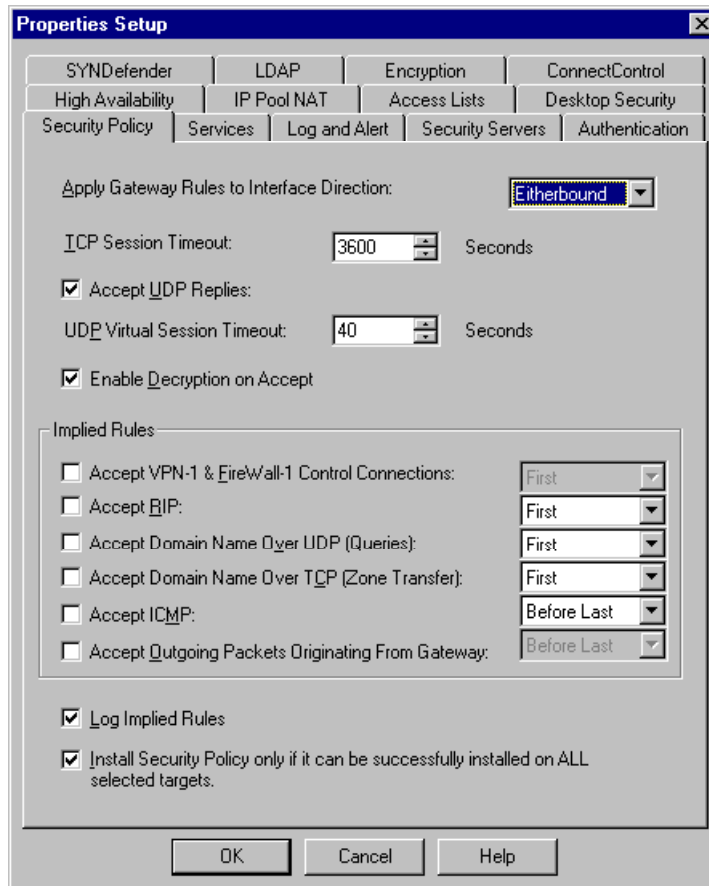 Properties Setup
SYNDefender LDAP Encryption ConnectControl
High Availability IP Pool NAT Access Lists Desktop Security
Security Policy Services Log and Alert Security Servers Authentication
Apply Gateway Rules to Interface Direction: Eitherbound
TCP Session Timeout: 3600 Seconds
Accept UDP Replies:
UDP Virtual Session Timeout: 40 Seconds
Enable Decryption on Accept
Implied Rules
Accept VPN-1 & FireWall-1 Control Connections: First
Accept RIP: First
Accept Domain Name Over UDP (Queries): First
Accept Domain Name Over TCP (Zone Transfer): First
Accept ICMP: Before Last
Accept Outgoing Packets Originating From Gateway: Before Last
Log Implied Rules
Install Security Policy only if it can be successfully installed on ALL
selected targets.
OK Cancel Help